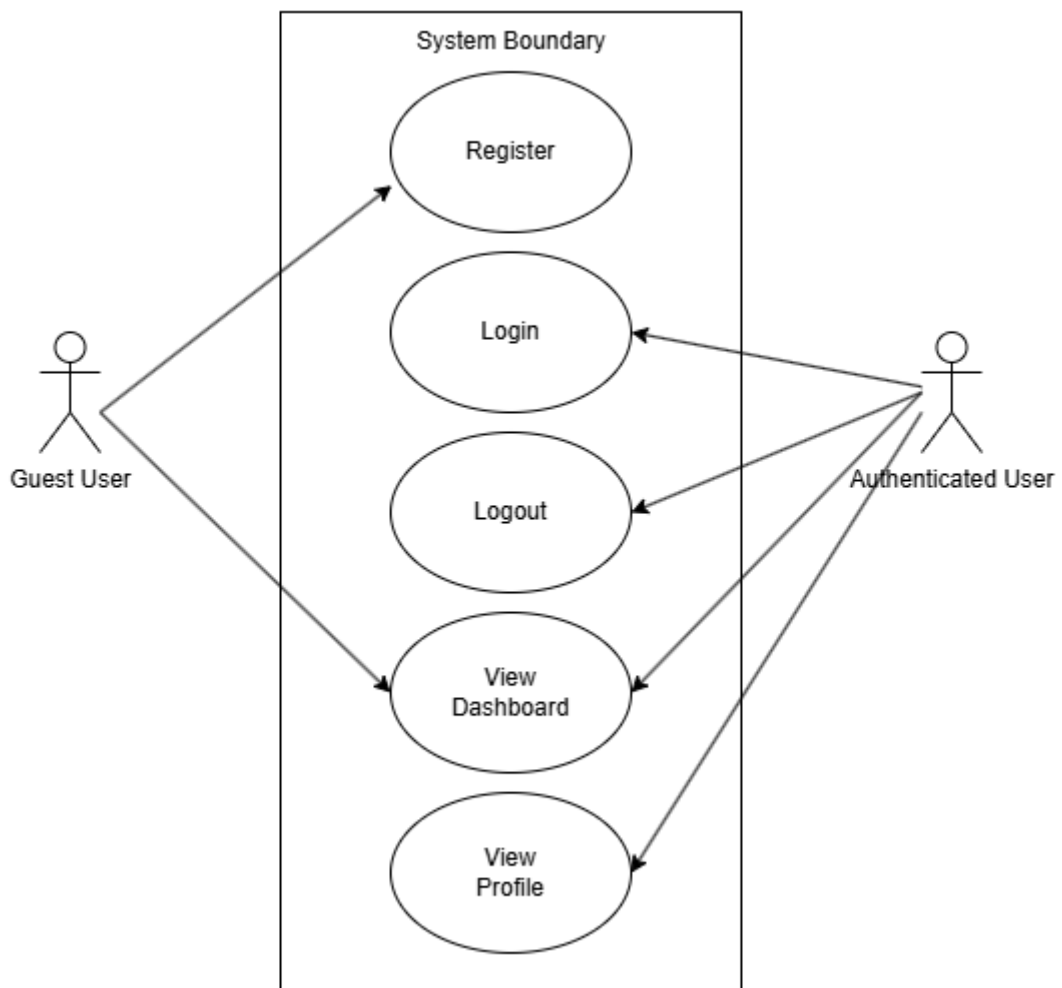 System Boundary
Register
Login
Guest User
Authenticated User
Logout
View
Dashboard
View
Profile